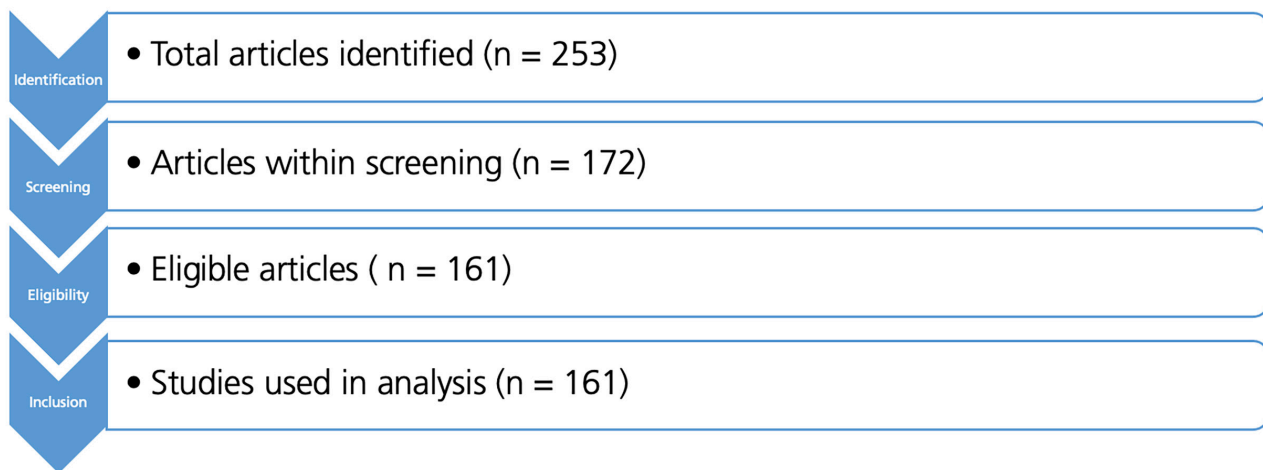 Identification
• Total articles identified (n = 253)
Screening
• Articles within screening (n = 172)
Eligibility
• Eligible articles ( n = 161)
Inclusion
• Studies used in analysis (n = 161)